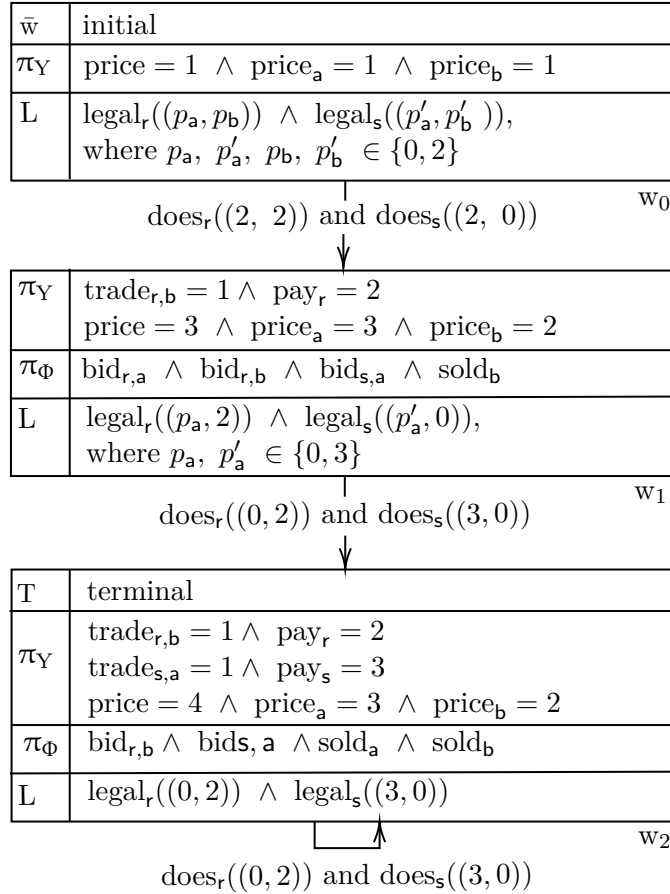 w̄ initial
π_Y price = 1 ∧ price_a = 1 ∧ price_b = 1
L legal_r((p_a, p_b)) ∧ legal_s((p′_a, p′_b )),
where p_a, p′_a, p_b, p′_b ∈ {0, 2}
w_0
does_r((2, 2)) and does_s((2, 0))
π_Y trade_r,b = 1 ∧ pay_r = 2
price = 3 ∧ price_a = 3 ∧ price_b = 2
π_Φ bid_r,a ∧ bid_r,b ∧ bid_s,a ∧ sold_b
L legal_r((p_a, 2)) ∧ legal_s((p′_a, 0)),
where p_a, p′_a ∈ {0, 3}
w_1
does_r((0, 2)) and does_s((3, 0))
T terminal
trade_r,b = 1 ∧ pay_r = 2
π_Y trade_s,a = 1 ∧ pay_s = 3
price = 4 ∧ price_a = 3 ∧ price_b = 2
π_Φ bid_r,b ∧ bids, a ∧ sold_a ∧ sold_b
L legal_r((0, 2)) ∧ legal_s((3, 0))
w_2
does_r((0, 2)) and does_s((3, 0))